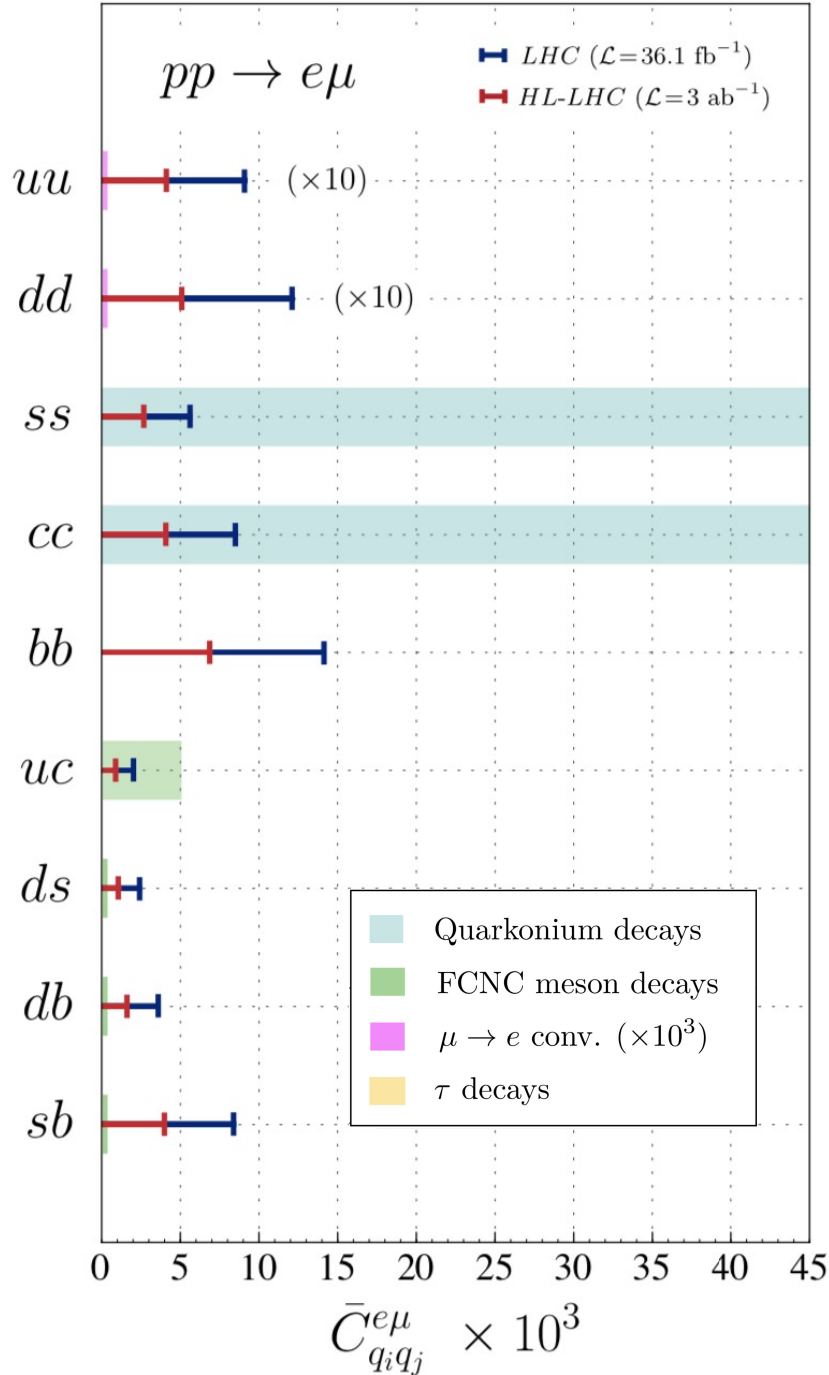 pp → eμ
LHC (ℒ=36.1 fb⁻¹)
HL-LHC (ℒ=3 ab⁻¹)
uu (×10)
dd (×10)
ss
cc
bb
uc
ds
db
sb
Quarkonium decays
FCNC meson decays
μ → e conv. (×10³)
τ decays
0 5 10 15 20 25 30 35 40 45
C̄^{eμ}_{q_i q_j} × 10³